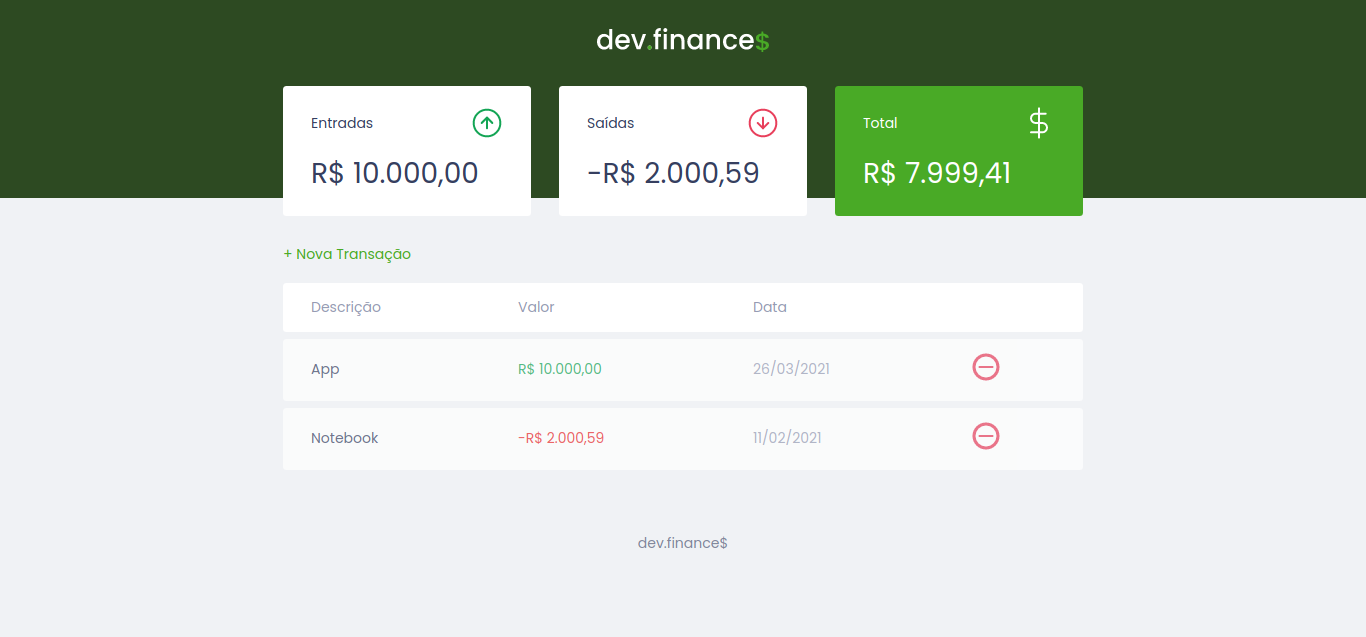 dev.finance$
Entradas
R$ 10.000,00
Saídas
-R$ 2.000,59
Total
$
R$ 7.999,41
+ Nova Transação
Descrição Valor Data
App R$ 10.000,00 26/03/2021
Notebook -R$ 2.000,59 11/02/2021
dev.finance$